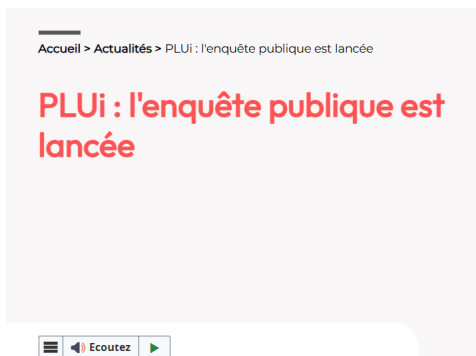 Accueil > Actualités > PLUi : l'enquête publique est lancée
PLUi : l'enquête publique est
lancée
Ecoutez